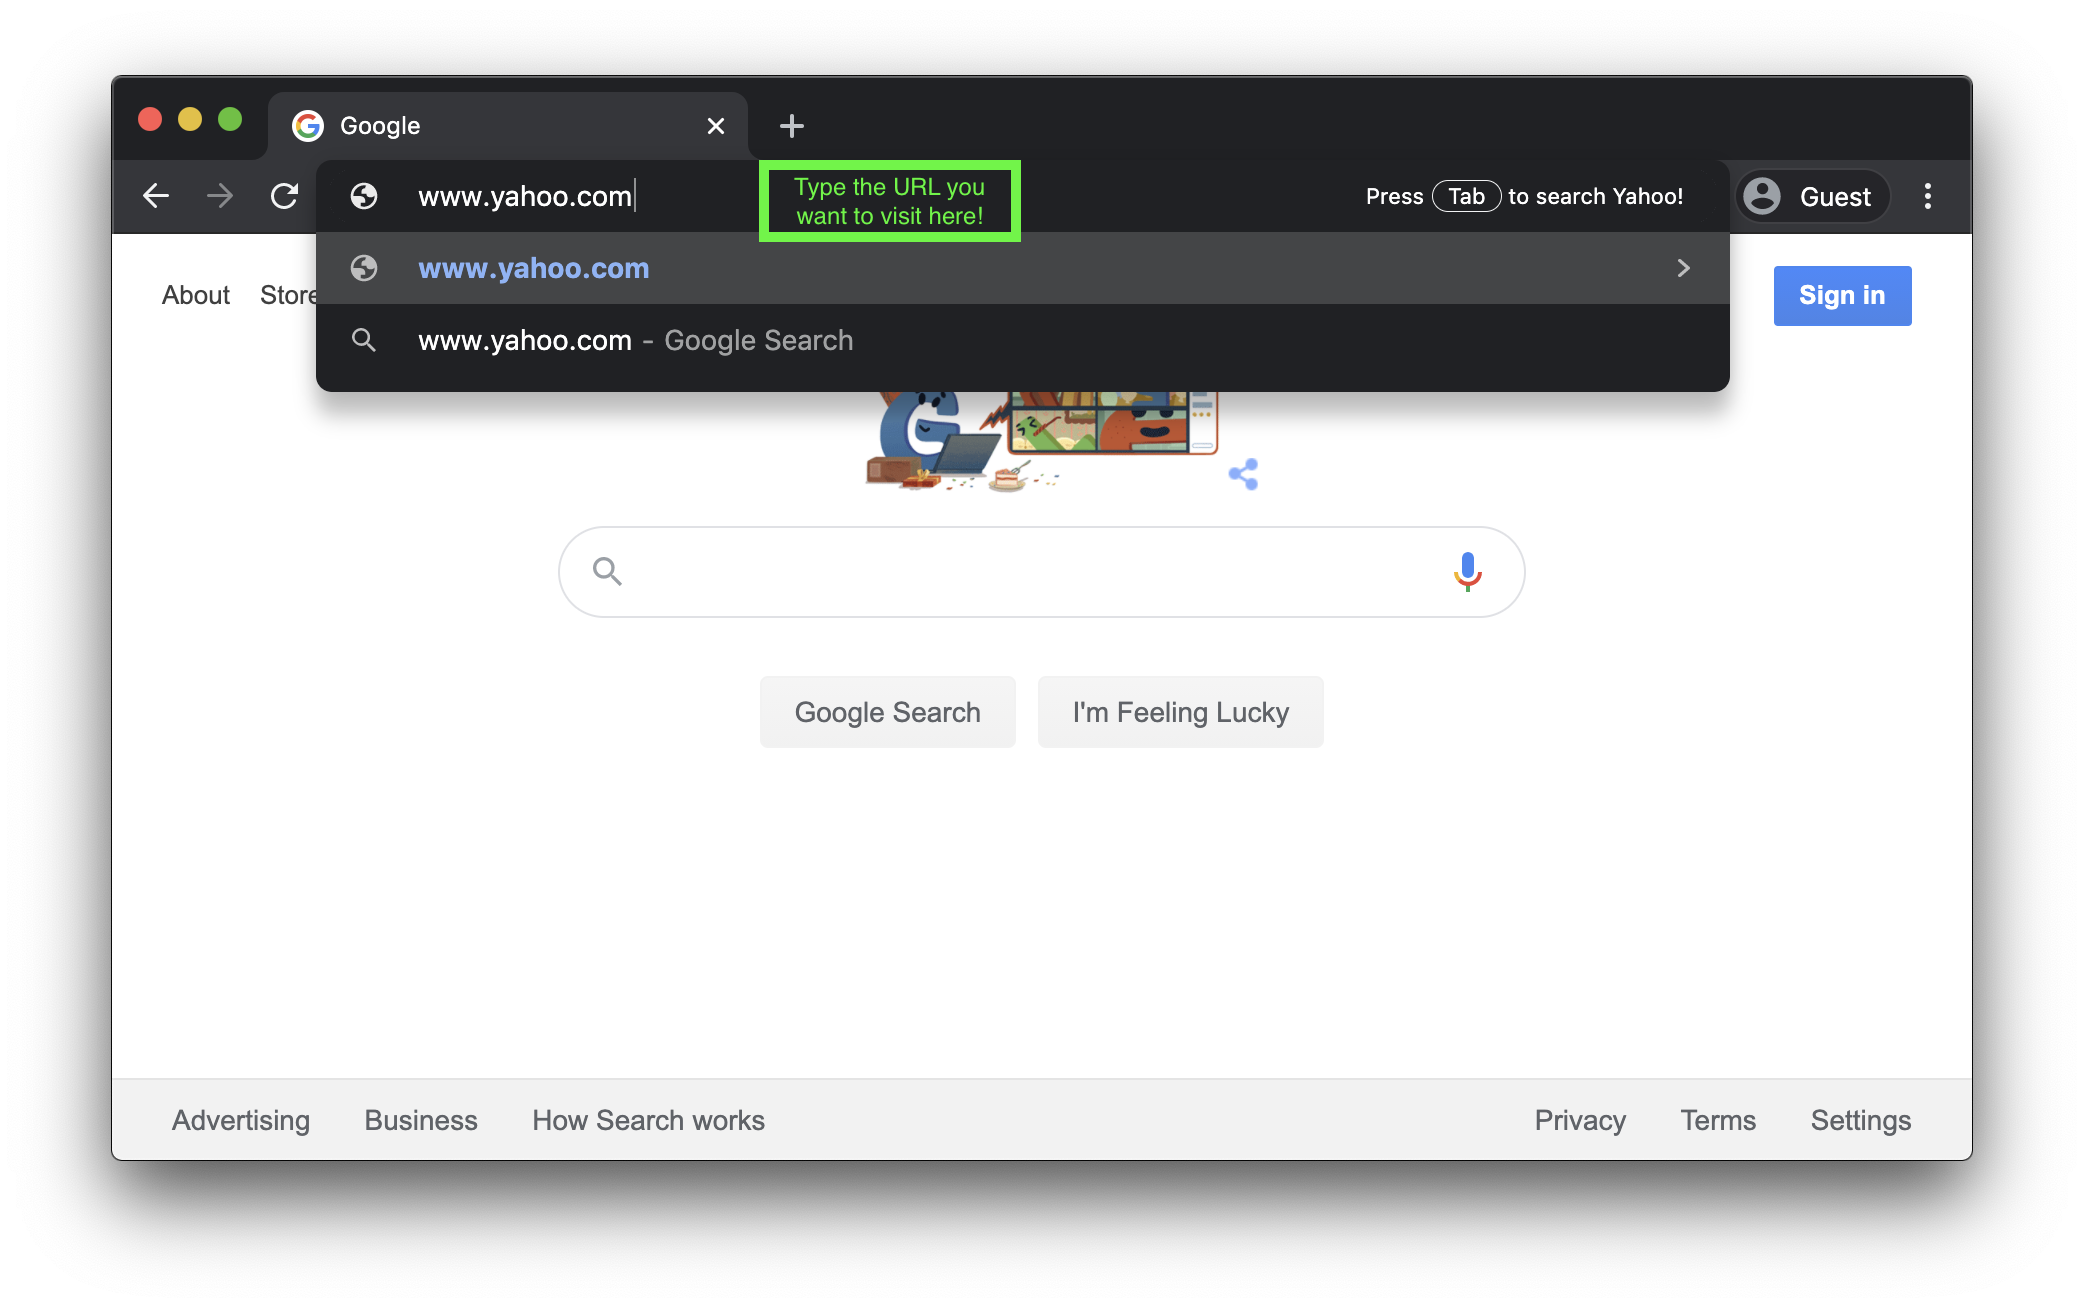 Google
www.yahoo.com
Type the URL you
want to visit here!
Press Tab to search Yahoo!
Guest
www.yahoo.com
About Store
Sign in
www.yahoo.com - Google Search
Google Search
I'm Feeling Lucky
Advertising Business How Search works
Privacy Terms Settings